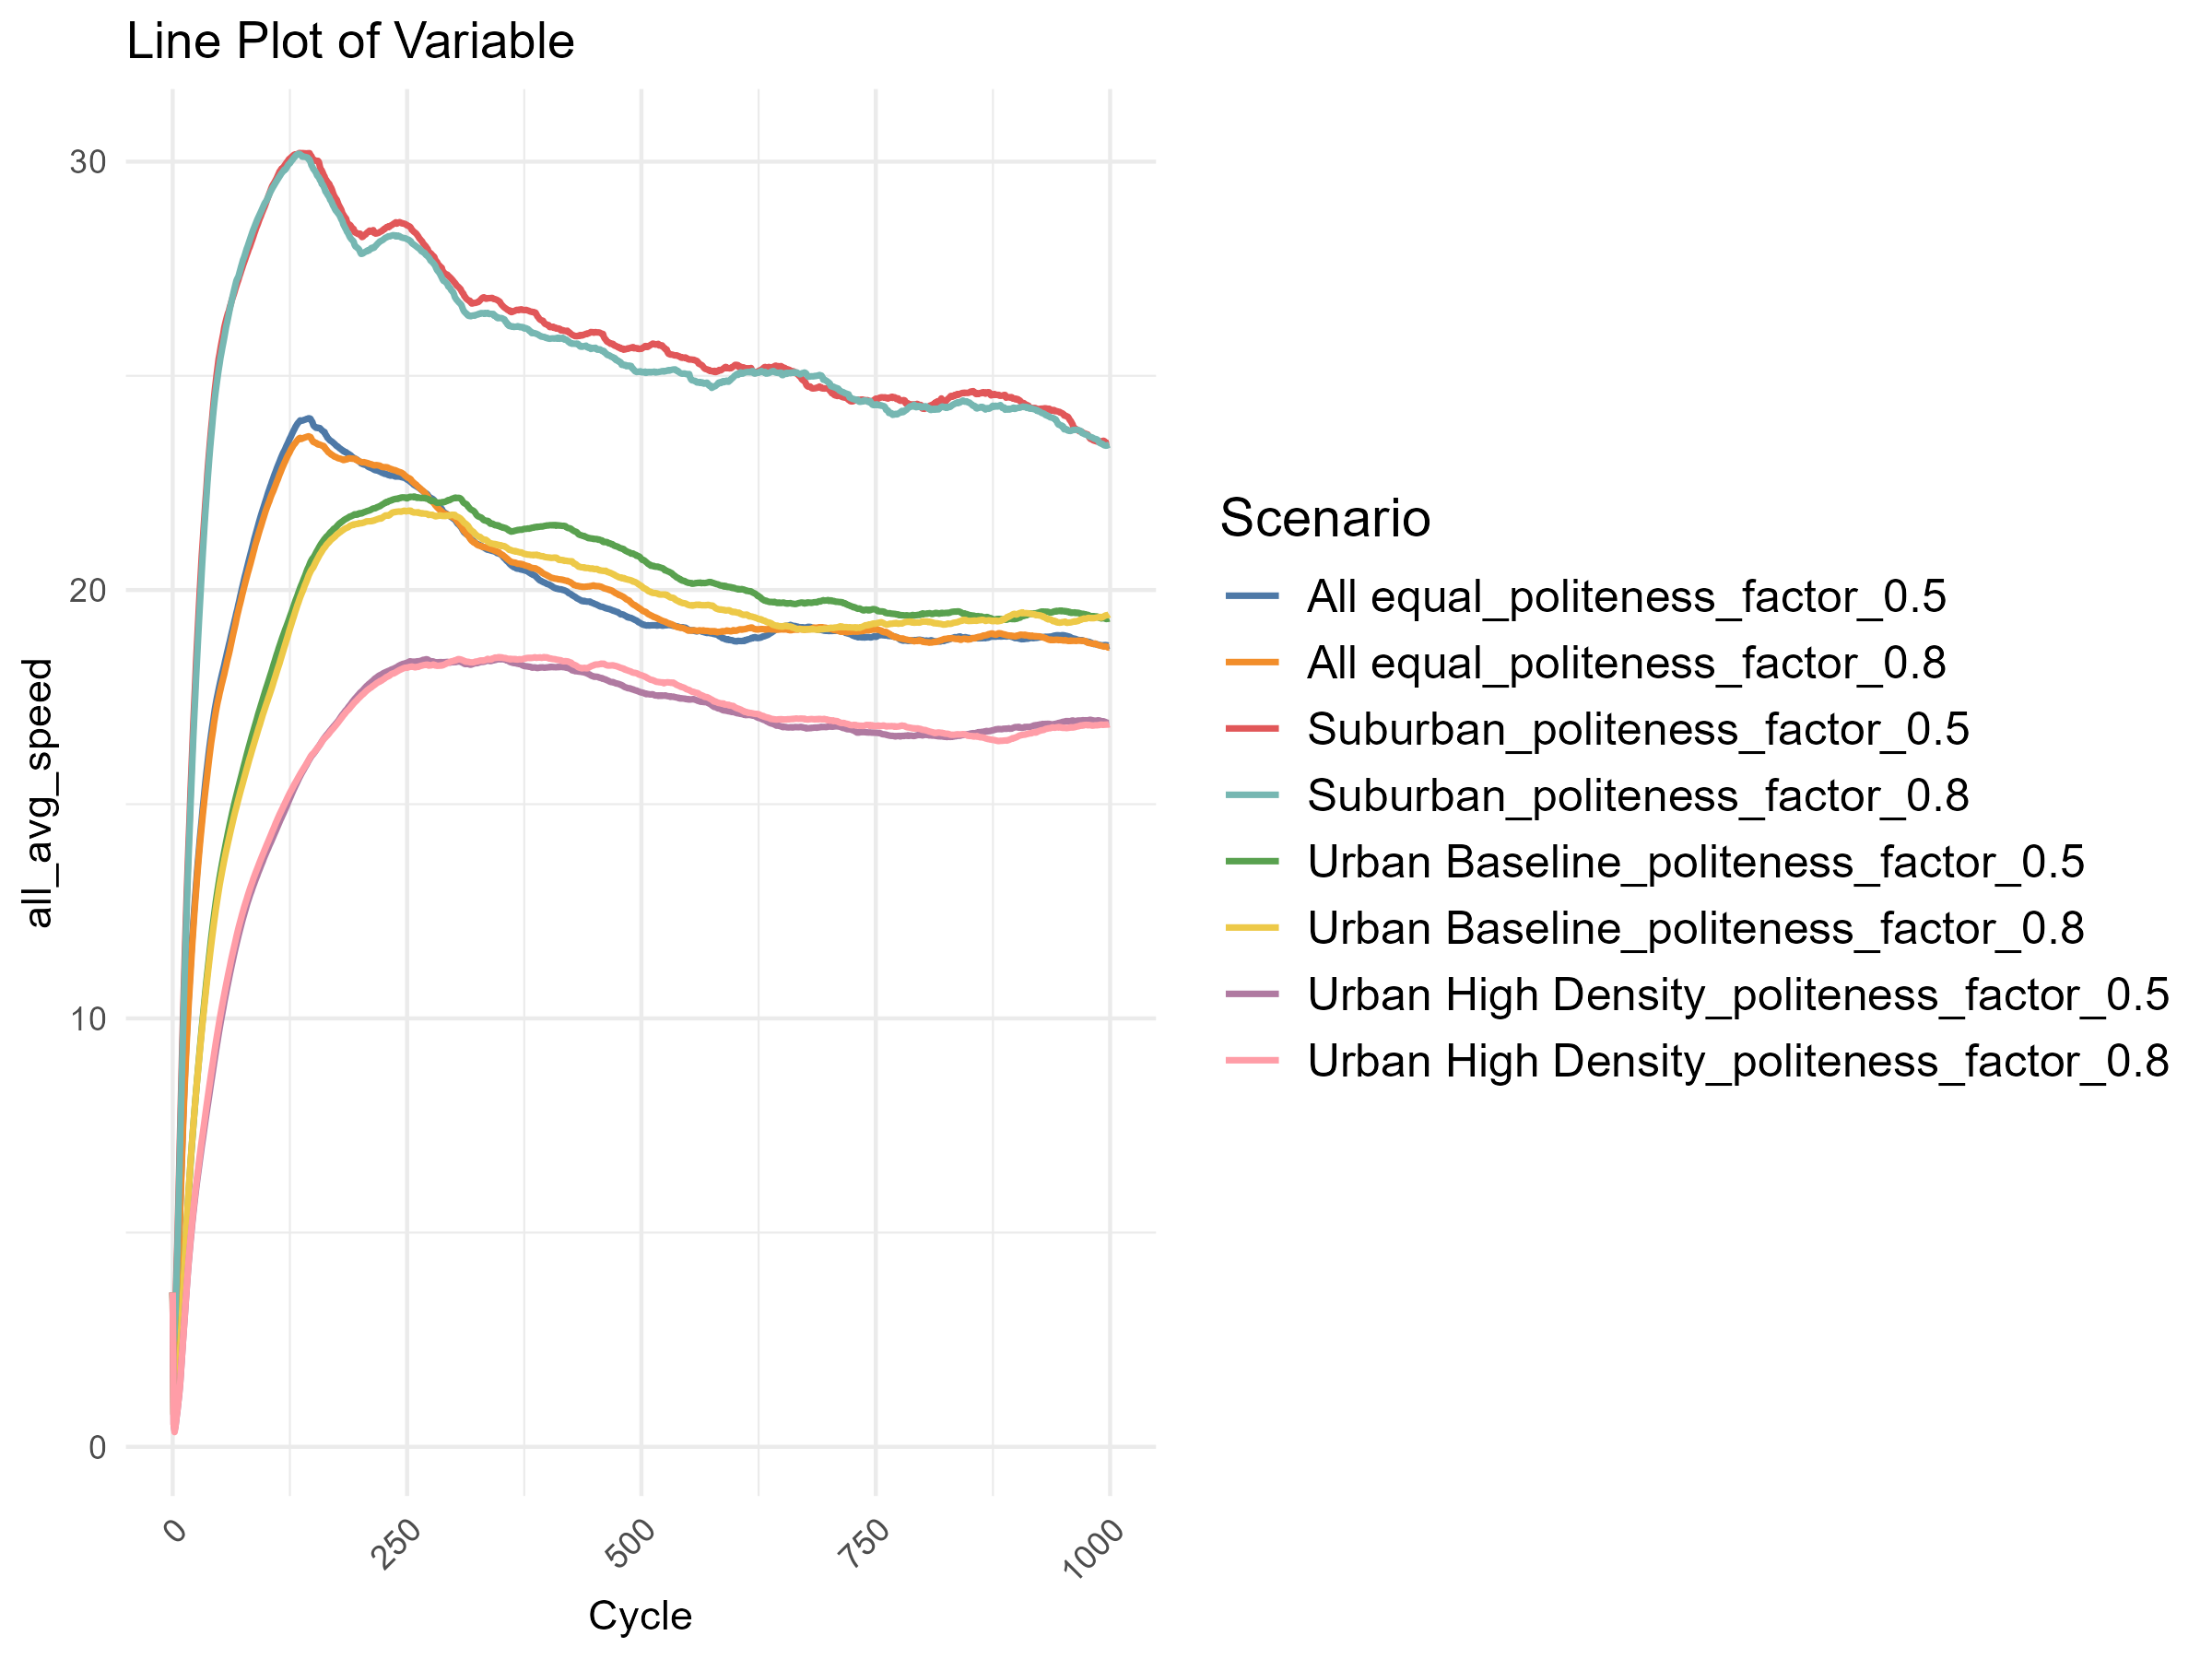 Line Plot of Variable
30
20
10
0
all_avg_speed
0
250
500
750
1000
Cycle
Scenario
All equal_politeness_factor_0.5
All equal_politeness_factor_0.8
Suburban_politeness_factor_0.5
Suburban_politeness_factor_0.8
Urban Baseline_politeness_factor_0.5
Urban Baseline_politeness_factor_0.8
Urban High Density_politeness_factor_0.5
Urban High Density_politeness_factor_0.8